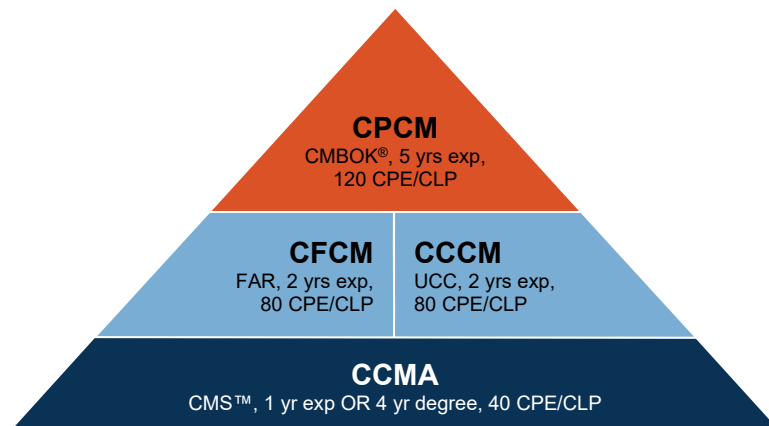 CPCM
CMBOK®, 5 yrs exp,
120 CPE/CLP
CFCM
FAR, 2 yrs exp,
80 CPE/CLP
CCCM
UCC, 2 yrs exp,
80 CPE/CLP
CCMA
CMS™, 1 yr exp OR 4 yr degree, 40 CPE/CLP